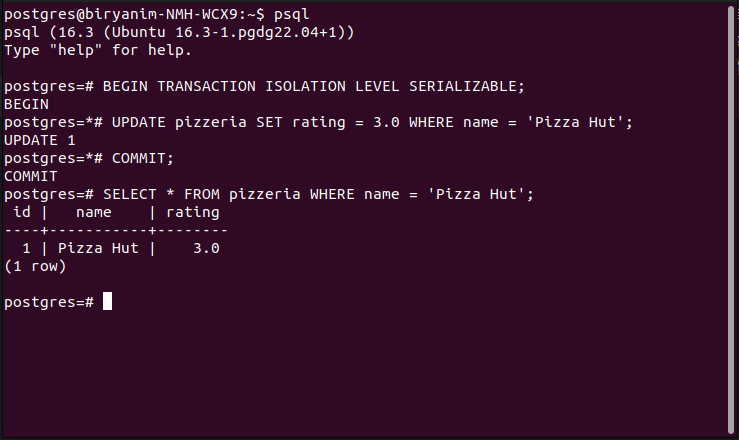 postgres@biryanim-NMH-WCX9:~$ psql
psql (16.3 (Ubuntu 16.3-1.pgdg22.04+1))
Type "help" for help.

postgres=# BEGIN TRANSACTION ISOLATION LEVEL SERIALIZABLE;
BEGIN
postgres=*# UPDATE pizzeria SET rating = 3.0 WHERE name = 'Pizza Hut';
UPDATE 1
postgres=*# COMMIT;
COMMIT
postgres=# SELECT * FROM pizzeria WHERE name = 'Pizza Hut';
 id |   name    | rating
----+-----------+--------
  1 | Pizza Hut |    3.0
(1 row)

postgres=#